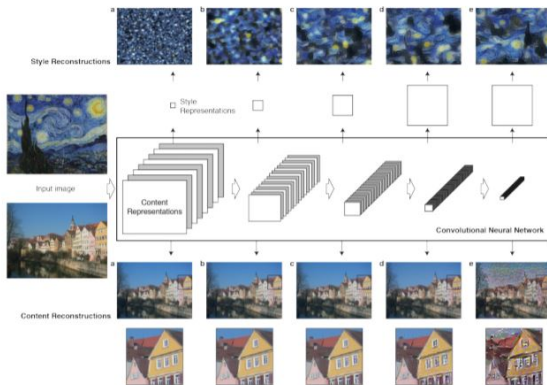 a b c d e
Style Reconstructions
Style
Representations
Input image
Content
Representations
Convolutional Neural Network
a b c d e
Content Reconstructions